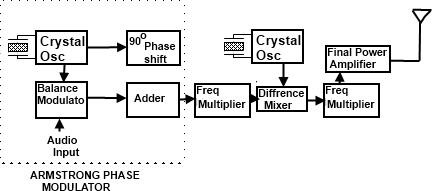 Crystal
Osc
90° Phase
shift
Crystal
Osc
Final Power
Amplifier
Balance
Modulato
Adder
Freq
Multiplier
Diffrence
Mixer
Freq
Multiplier
Audio
Input
ARMSTRONG PHASE
MODULATOR